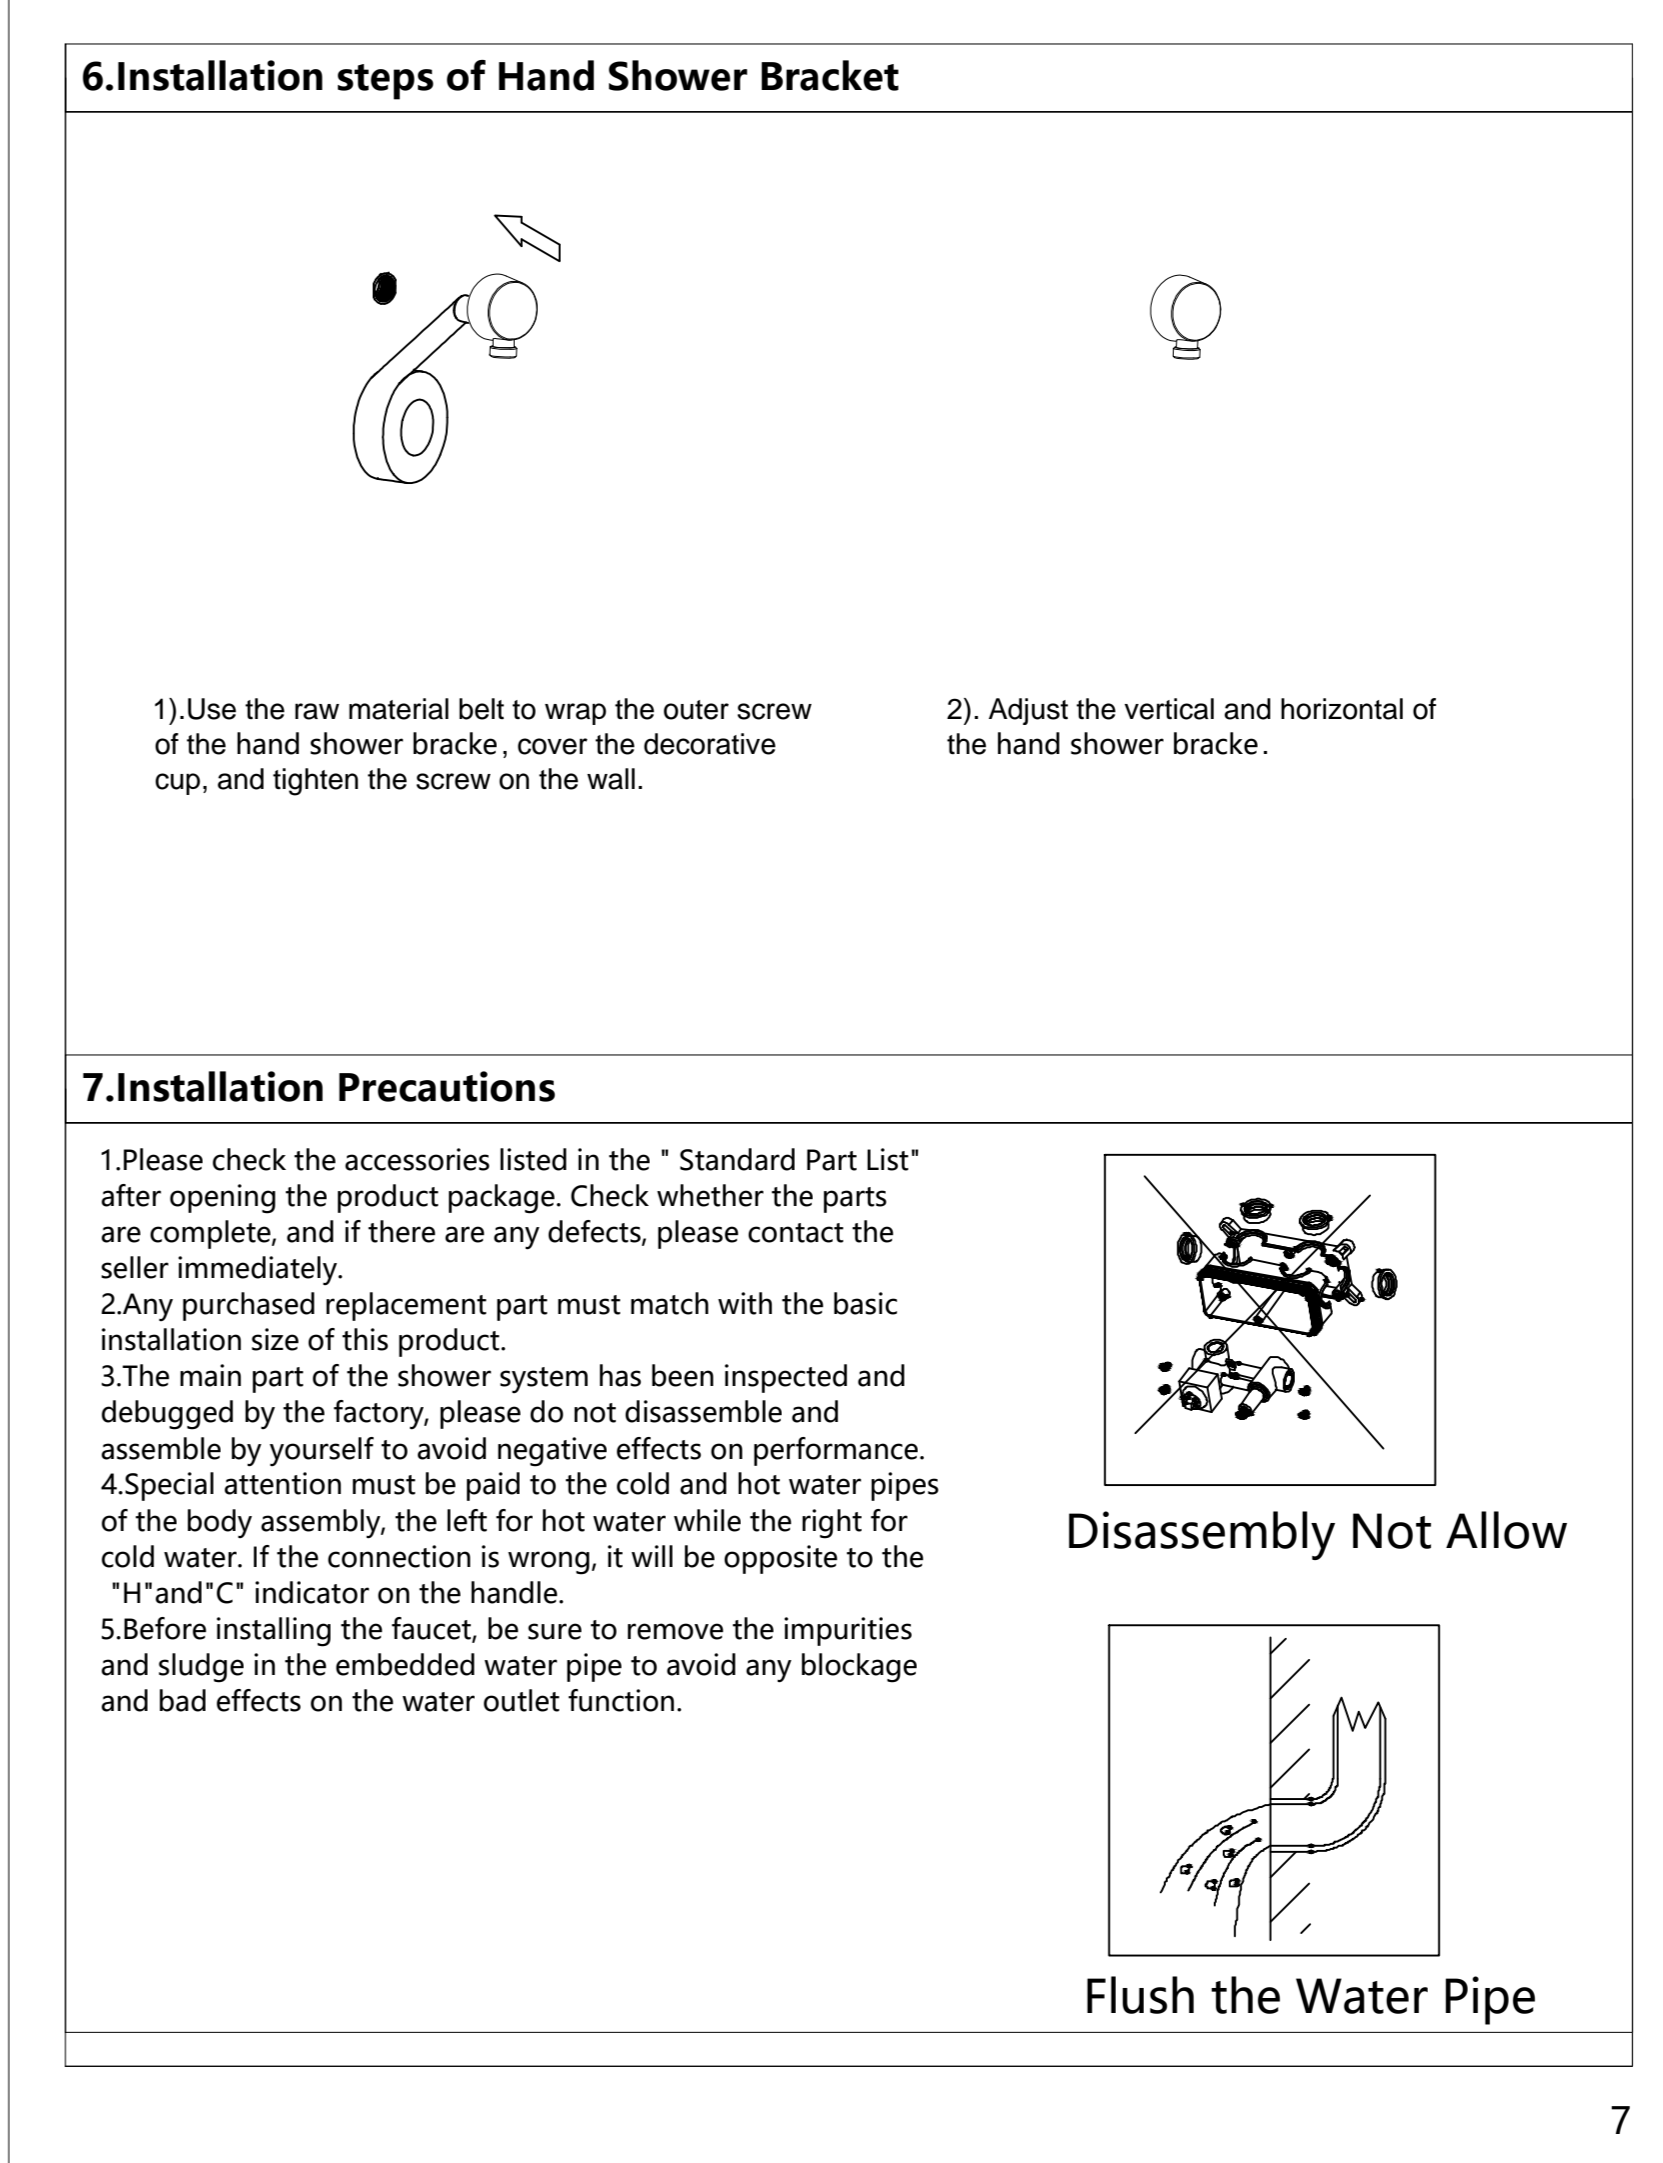 6.Installation steps of Hand Shower Bracket
1).Use the raw material belt to wrap the outer screw
of the hand shower bracke, cover the decorative
cup, and tighten the screw on the wall.
2). Adjust the vertical and horizontal of
the hand shower bracke.
7.Installation Precautions
1.Please check the accessories listed in the " Standard Part List"
after opening the product package. Check whether the parts
are complete, and if there are any defects, please contact the
seller immediately.
2.Any purchased replacement part must match with the basic
installation size of this product.
3.The main part of the shower system has been inspected and
debugged by the factory, please do not disassemble and
assemble by yourself to avoid negative effects on performance.
4.Special attention must be paid to the cold and hot water pipes
of the body assembly, the left for hot water while the right for
cold water. If the connection is wrong, it will be opposite to the
"H"and"C" indicator on the handle.
5.Before installing the faucet, be sure to remove the impurities
and sludge in the embedded water pipe to avoid any blockage
and bad effects on the water outlet function.
Disassembly Not Allow
Flush the Water Pipe
7